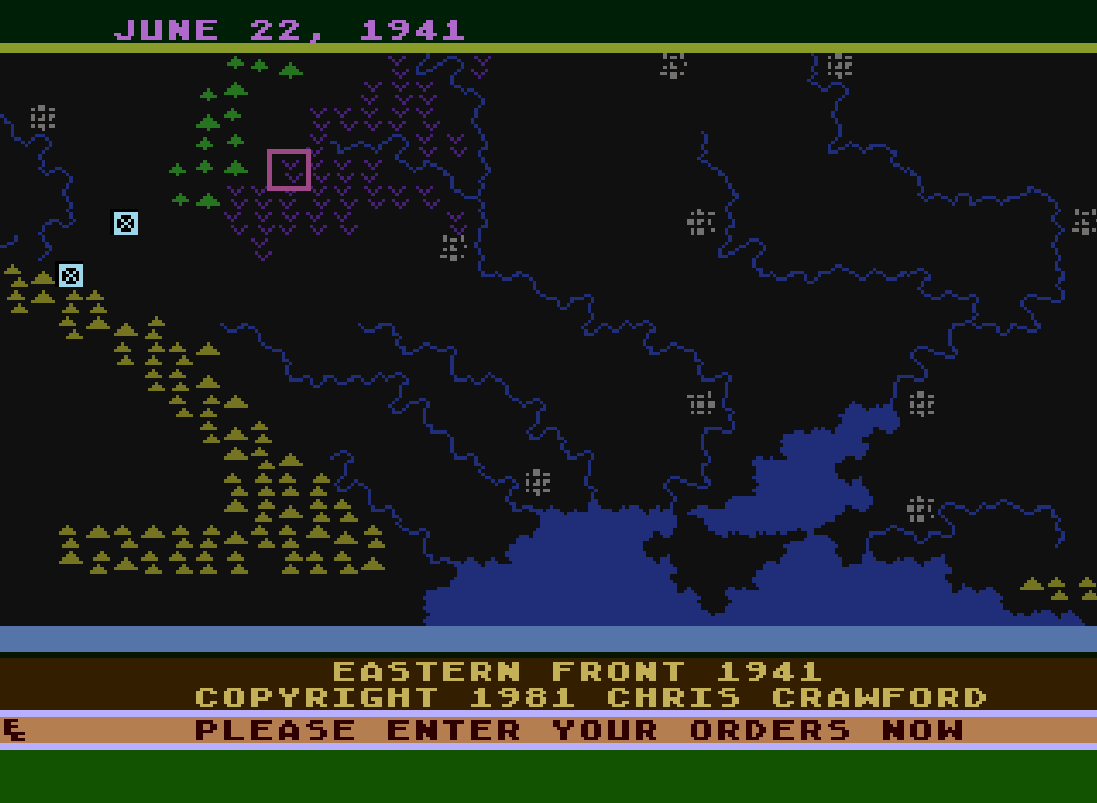 JUNE 22, 1941
EASTERN FRONT 1941
COPYRIGHT 1981 CHRIS CRAWFORD
PLEASE ENTER YOUR ORDERS NOW